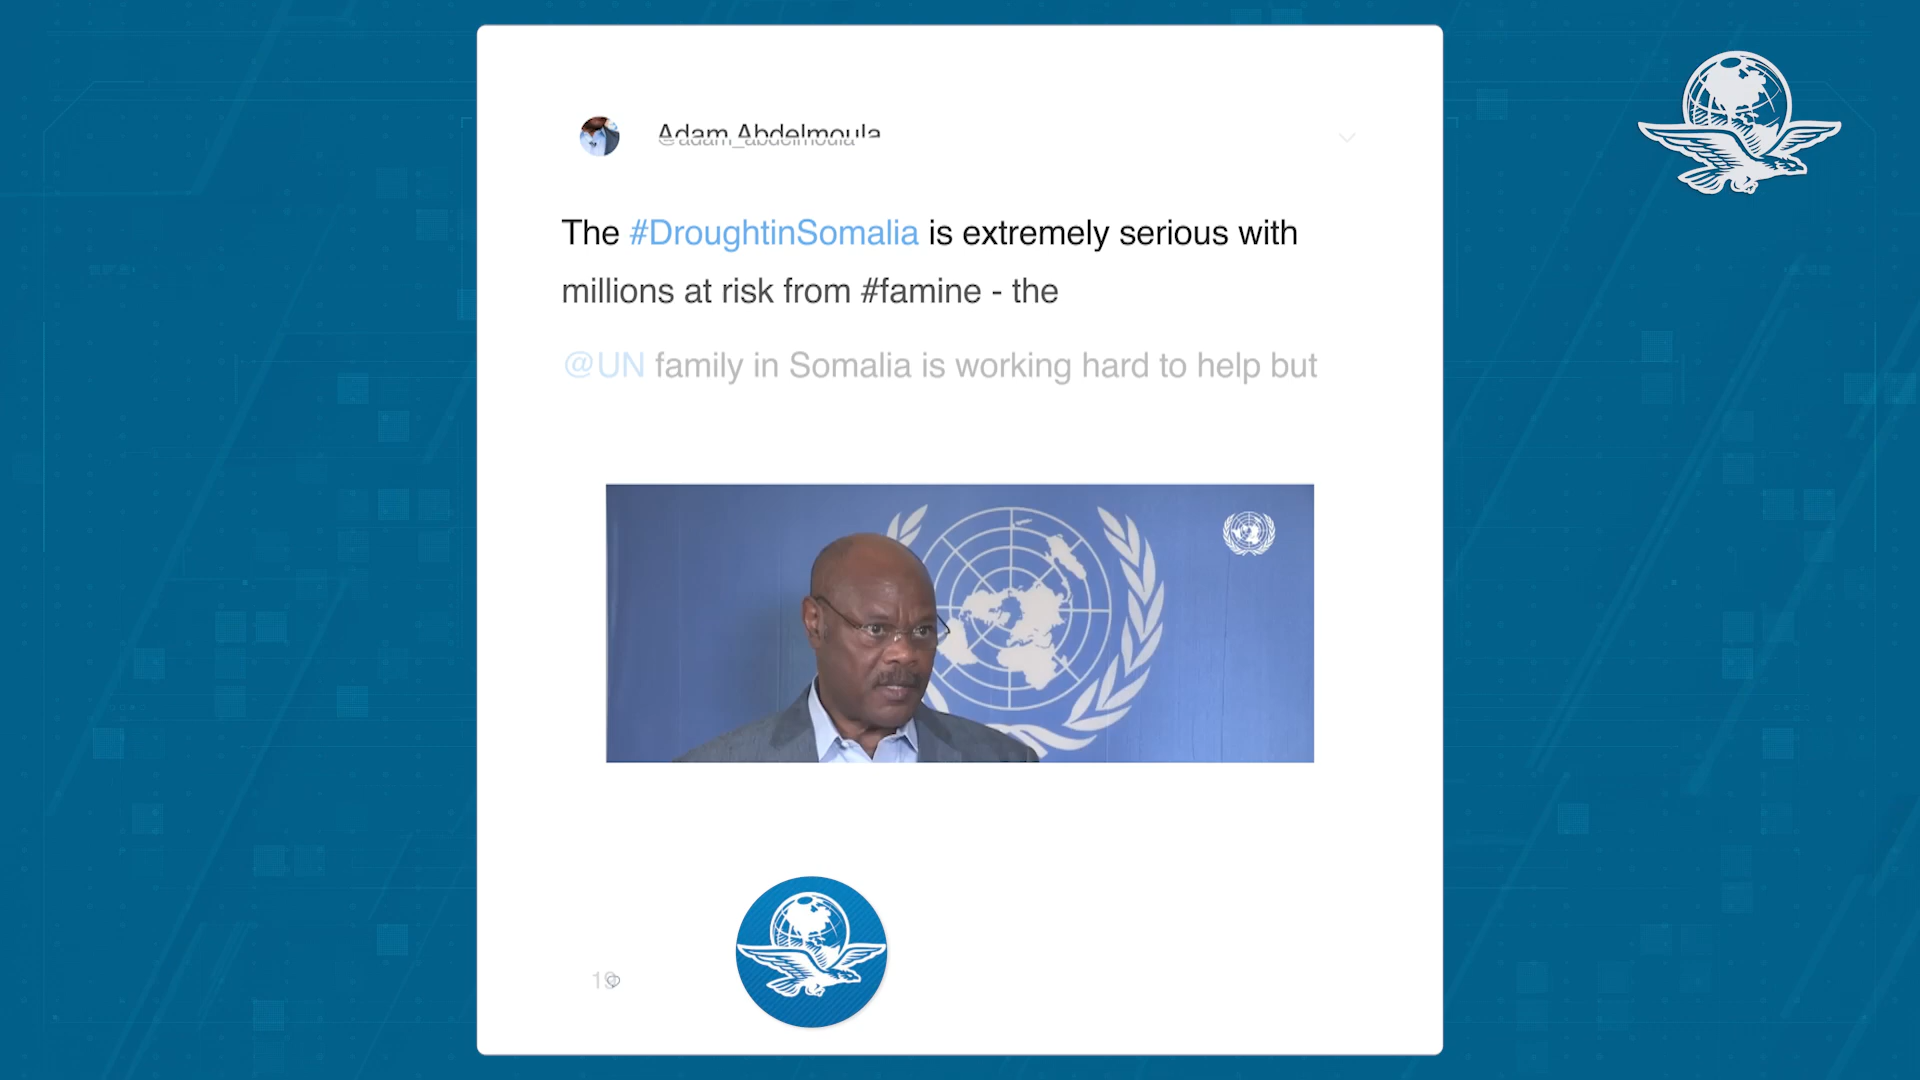 Adam Abdelmoula
@adam_abdelmoula
The #DroughtinSomalia is extremely serious with
millions at risk from #famine - the
@UN family in Somalia is working hard to help but